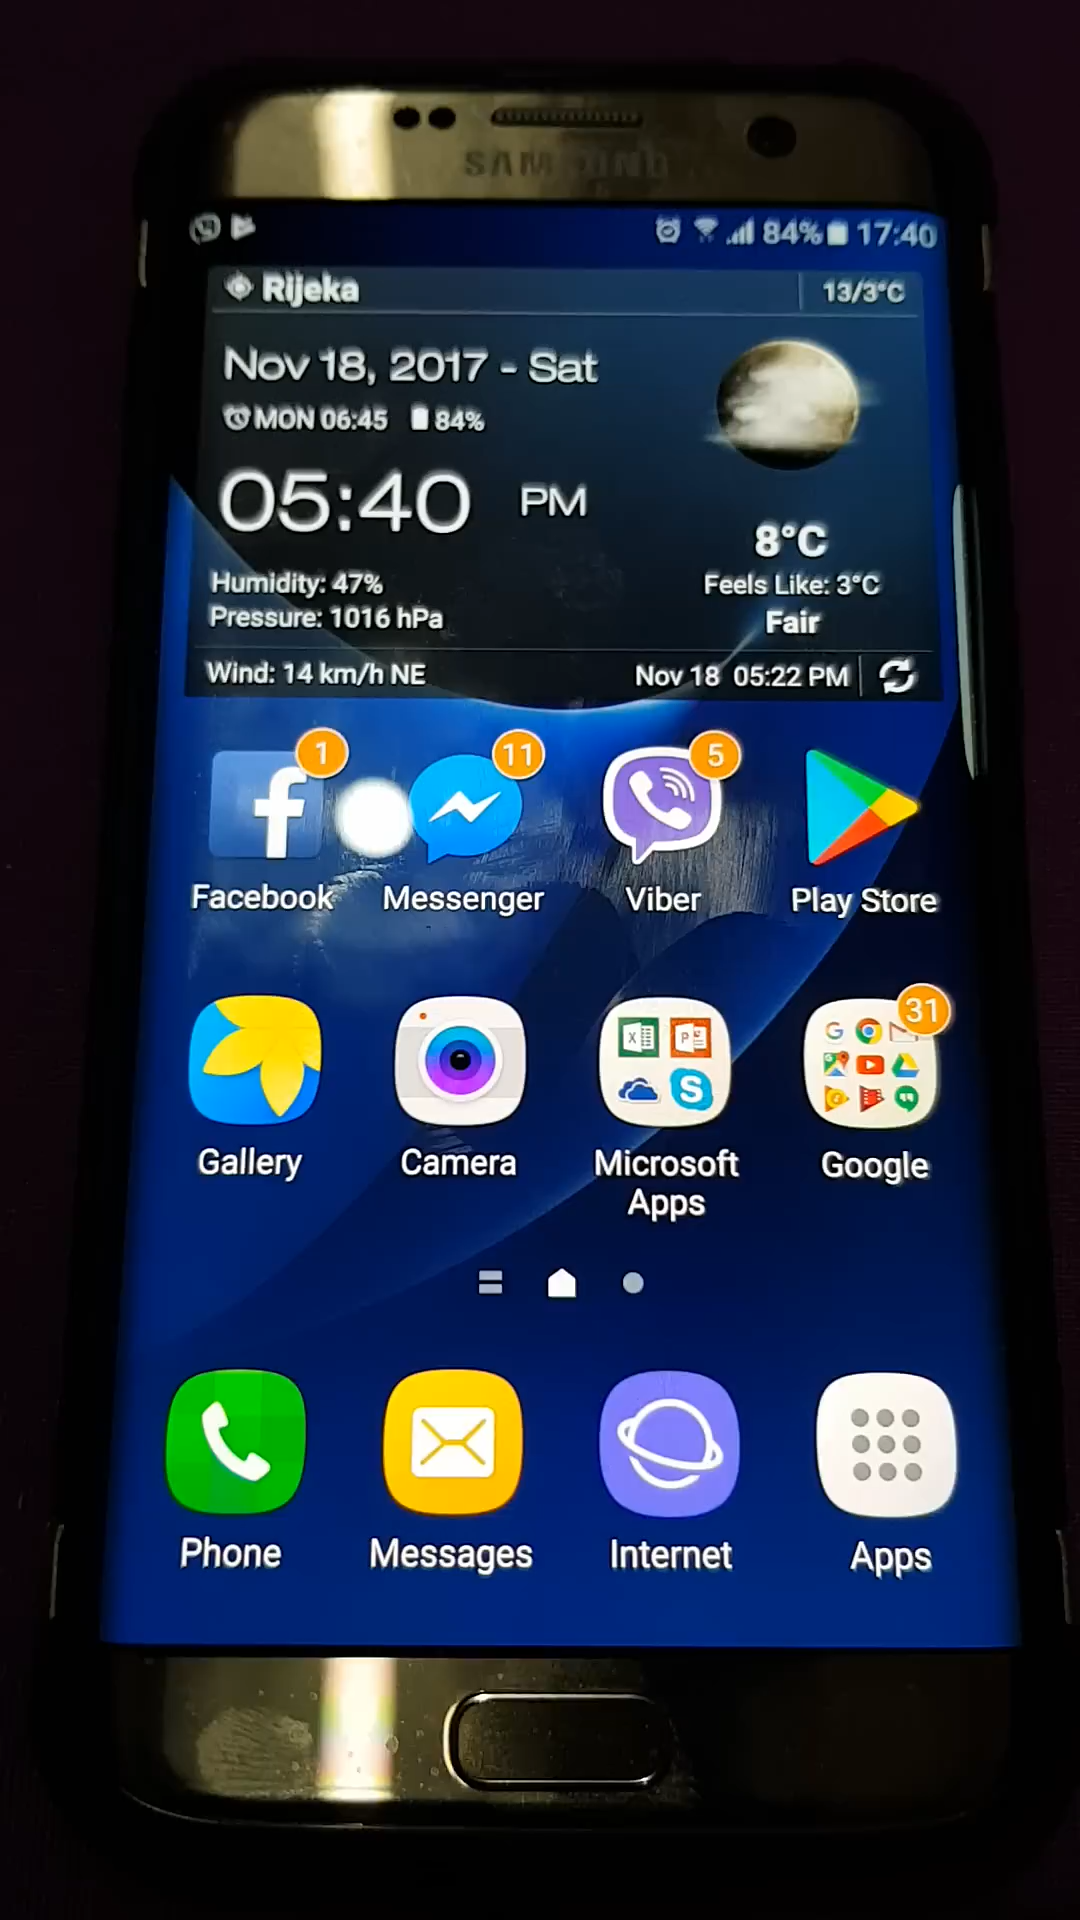 SAMSUNG
84% 17:40
Rijeka
13/3°C
Nov 18, 2017 - Sat
MON 06:45 84%
05:40 PM
8°C
Humidity: 47%
Feels Like: 3°C
Pressure: 1016 hPa
Fair
Wind: 14 km/h NE
Nov 18 05:22 PM
1
11
5
Facebook
Messenger
Viber
Play Store
31
Gallery
Camera
Microsoft
Apps
Google
Phone
Messages
Internet
Apps